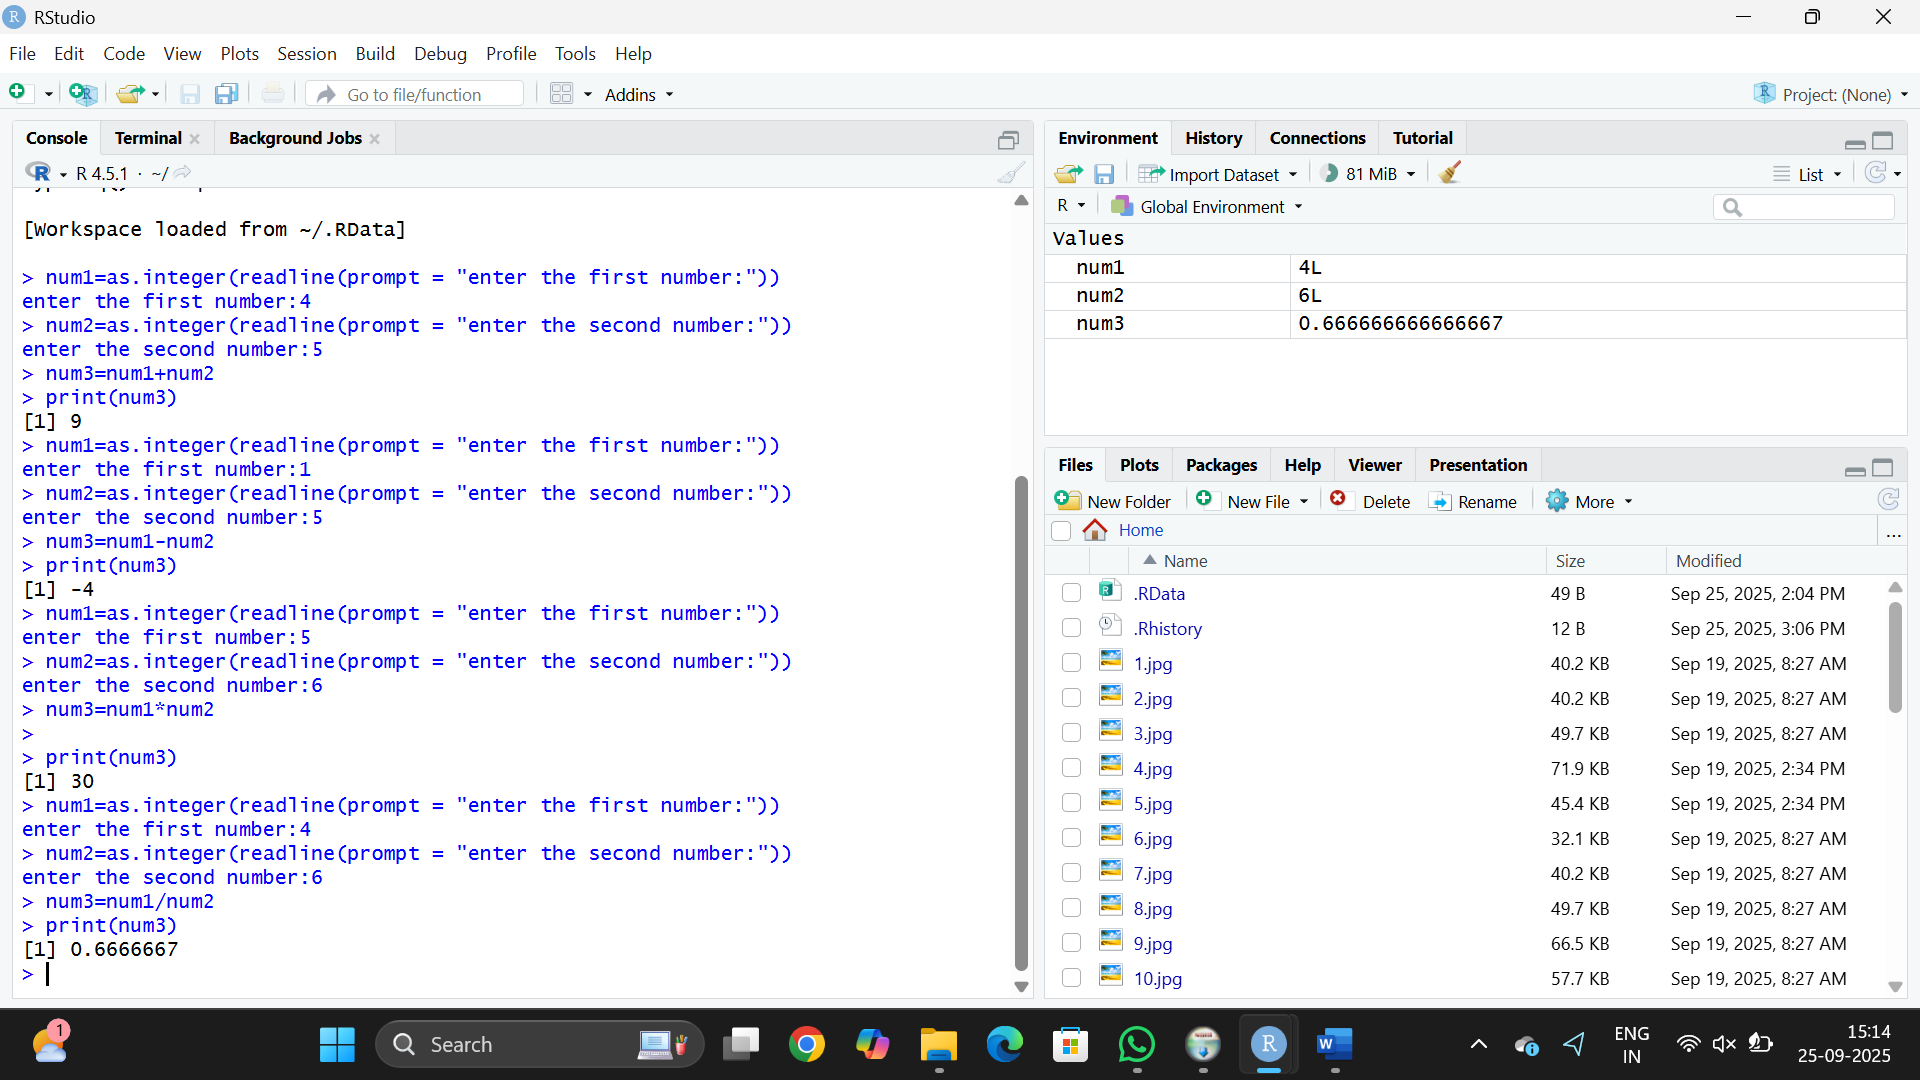 RStudio
File Edit Code View Plots Session Build Debug Profile Tools Help
Go to file/function Addins Project: (None)
Console Terminal Background Jobs
R 4.5.1 · ~/
[Workspace loaded from ~/.RData]
> num1=as.integer(readline(prompt = "enter the first number:"))
enter the first number:4
> num2=as.integer(readline(prompt = "enter the second number:"))
enter the second number:5
> num3=num1+num2
> print(num3)
[1] 9
> num1=as.integer(readline(prompt = "enter the first number:"))
enter the first number:1
> num2=as.integer(readline(prompt = "enter the second number:"))
enter the second number:5
> num3=num1-num2
> print(num3)
[1] -4
> num1=as.integer(readline(prompt = "enter the first number:"))
enter the first number:5
> num2=as.integer(readline(prompt = "enter the second number:"))
enter the second number:6
> num3=num1*num2
>
> print(num3)
[1] 30
> num1=as.integer(readline(prompt = "enter the first number:"))
enter the first number:4
> num2=as.integer(readline(prompt = "enter the second number:"))
enter the second number:6
> num3=num1/num2
> print(num3)
[1] 0.6666667
>
Environment History Connections Tutorial
Import Dataset 81 MiB List
R Global Environment
Values
num1 4L
num2 6L
num3 0.666666666666667
Files Plots Packages Help Viewer Presentation
New Folder New File Delete Rename More
Home ...
Name Size Modified
.RData 49 B Sep 25, 2025, 2:04 PM
.Rhistory 12 B Sep 25, 2025, 3:06 PM
1.jpg 40.2 KB Sep 19, 2025, 8:27 AM
2.jpg 40.2 KB Sep 19, 2025, 8:27 AM
3.jpg 49.7 KB Sep 19, 2025, 8:27 AM
4.jpg 71.9 KB Sep 19, 2025, 2:34 PM
5.jpg 45.4 KB Sep 19, 2025, 2:34 PM
6.jpg 32.1 KB Sep 19, 2025, 8:27 AM
7.jpg 40.2 KB Sep 19, 2025, 8:27 AM
8.jpg 49.7 KB Sep 19, 2025, 8:27 AM
9.jpg 66.5 KB Sep 19, 2025, 8:27 AM
10.jpg 57.7 KB Sep 19, 2025, 8:27 AM
1 Search ENG 15:14
IN 25-09-2025